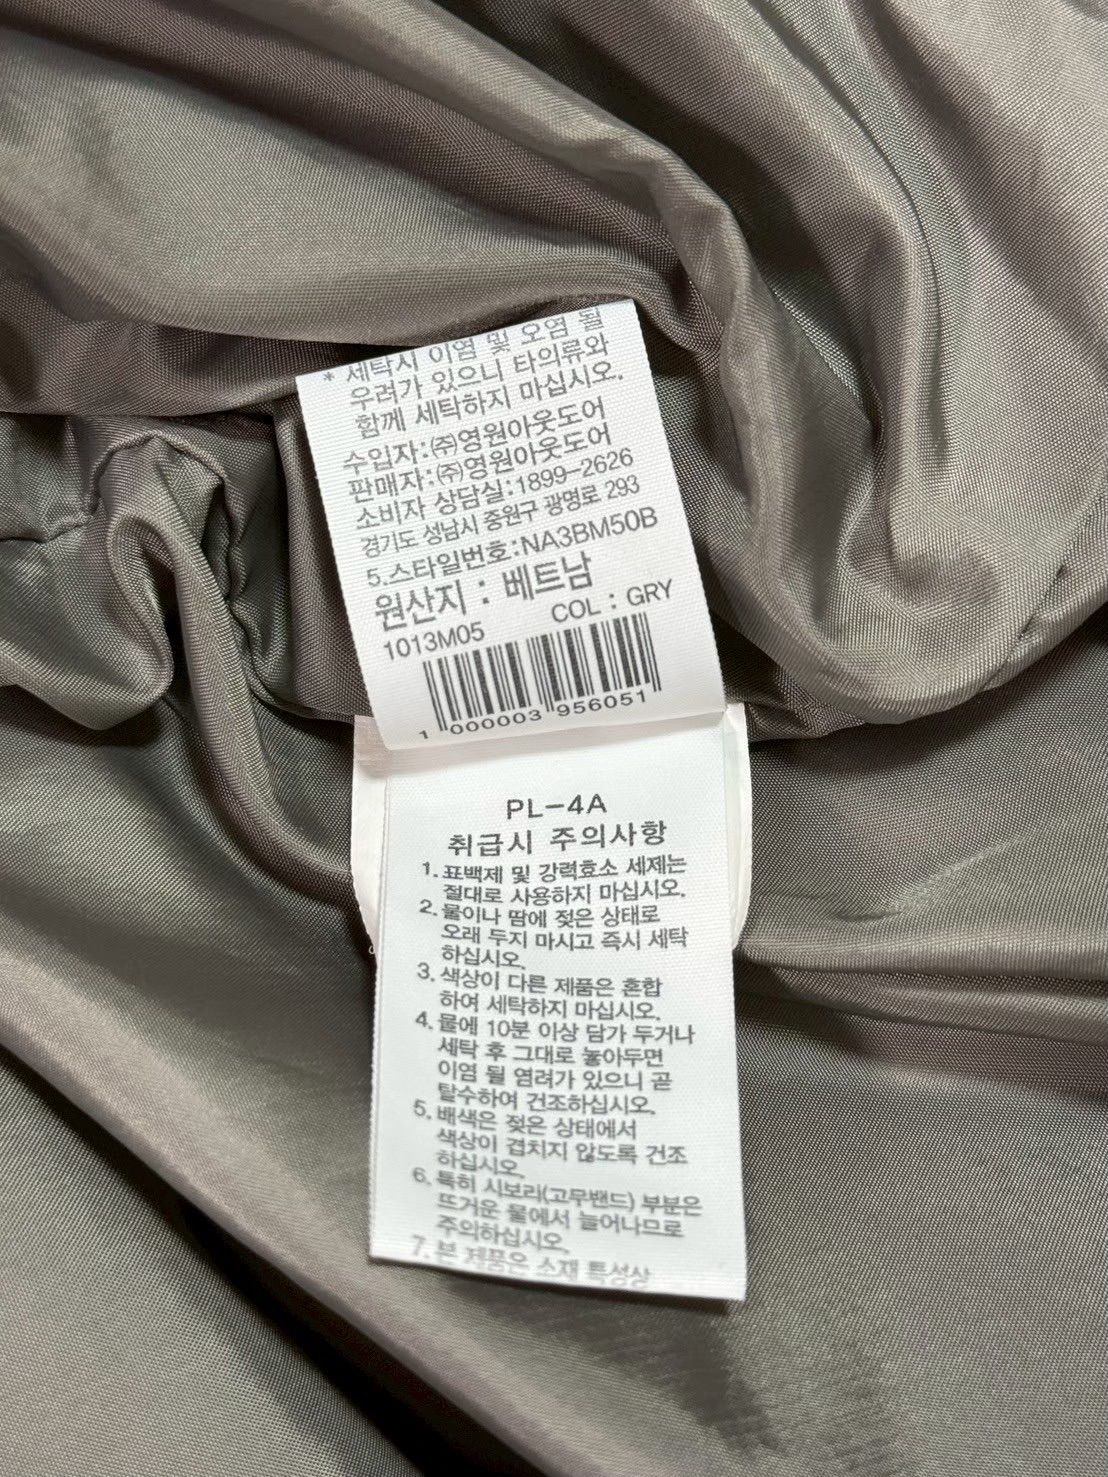 * 세탁시 이염 및 오염 될
우려가 있으니 타의류와
함께 세탁하지 마십시오.
수입자:㈜영원아웃도어
판매자:㈜영원아웃도어
소비자 상담실:1899-2626
경기도 성남시 중원구 광명로 293
5.스타일번호:NA3BM50B
원산지 : 베트남
1013M05 COL : GRY
1 000003 956051
PL-4A
취급시 주의사항
1. 표백제 및 강력효소 세제는
절대로 사용하지 마십시오.
2. 물이나 땀에 젖은 상태로
오래 두지 마시고 즉시 세탁
하십시오.
3. 색상이 다른 제품은 혼합
하여 세탁하지 마십시오.
4. 물에 10분 이상 담가 두거나
세탁 후 그대로 놓아두면
이염 될 염려가 있으니 곧
탈수하여 건조하십시오.
5. 배색은 젖은 상태에서
색상이 겹치지 않도록 건조
하십시오.
6. 특히 시보리(고무밴드) 부분은
뜨거운 물에서 늘어나므로
주의하십시오.
7. 본 제품은 소재 특성상